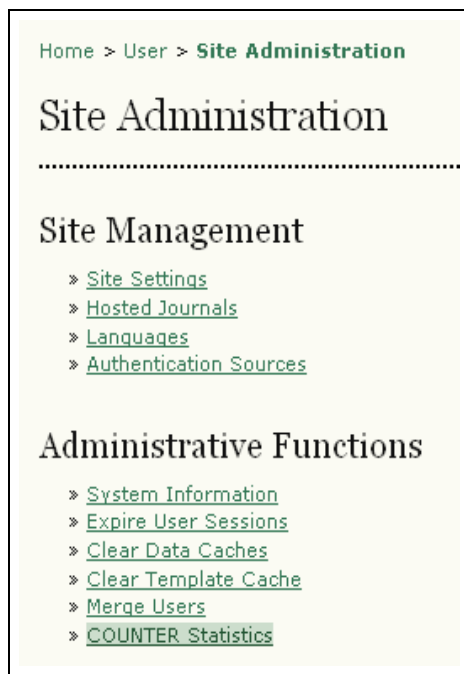 Home > User > Site Administration
Site Administration
Site Management
» Site Settings
» Hosted Journals
» Languages
» Authentication Sources
Administrative Functions
» System Information
» Expire User Sessions
» Clear Data Caches
» Clear Template Cache
» Merge Users
» COUNTER Statistics